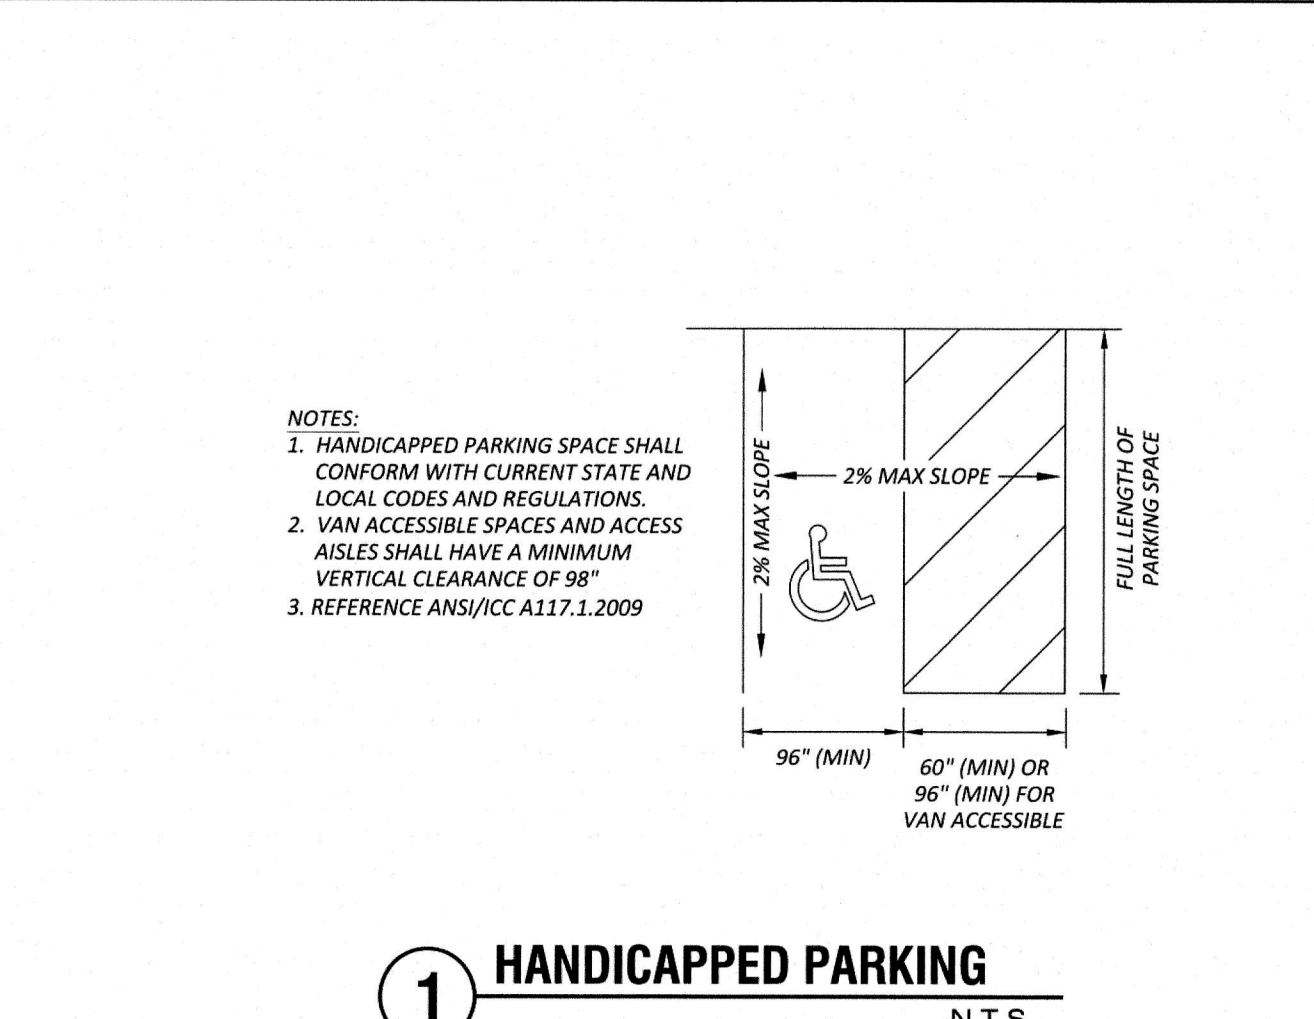 NOTES:
1. HANDICAPPED PARKING SPACE SHALL
CONFORM WITH CURRENT STATE AND
LOCAL CODES AND REGULATIONS.
2. VAN ACCESSIBLE SPACES AND ACCESS
AISLES SHALL HAVE A MINIMUM
VERTICAL CLEARANCE OF 98"
3. REFERENCE ANSI/ICC A117.1.2009
2% MAX SLOPE
2% MAX SLOPE
FULL LENGTH OF
PARKING SPACE
96" (MIN)
60" (MIN) OR
96" (MIN) FOR
VAN ACCESSIBLE
1
HANDICAPPED PARKING
N.T.S.